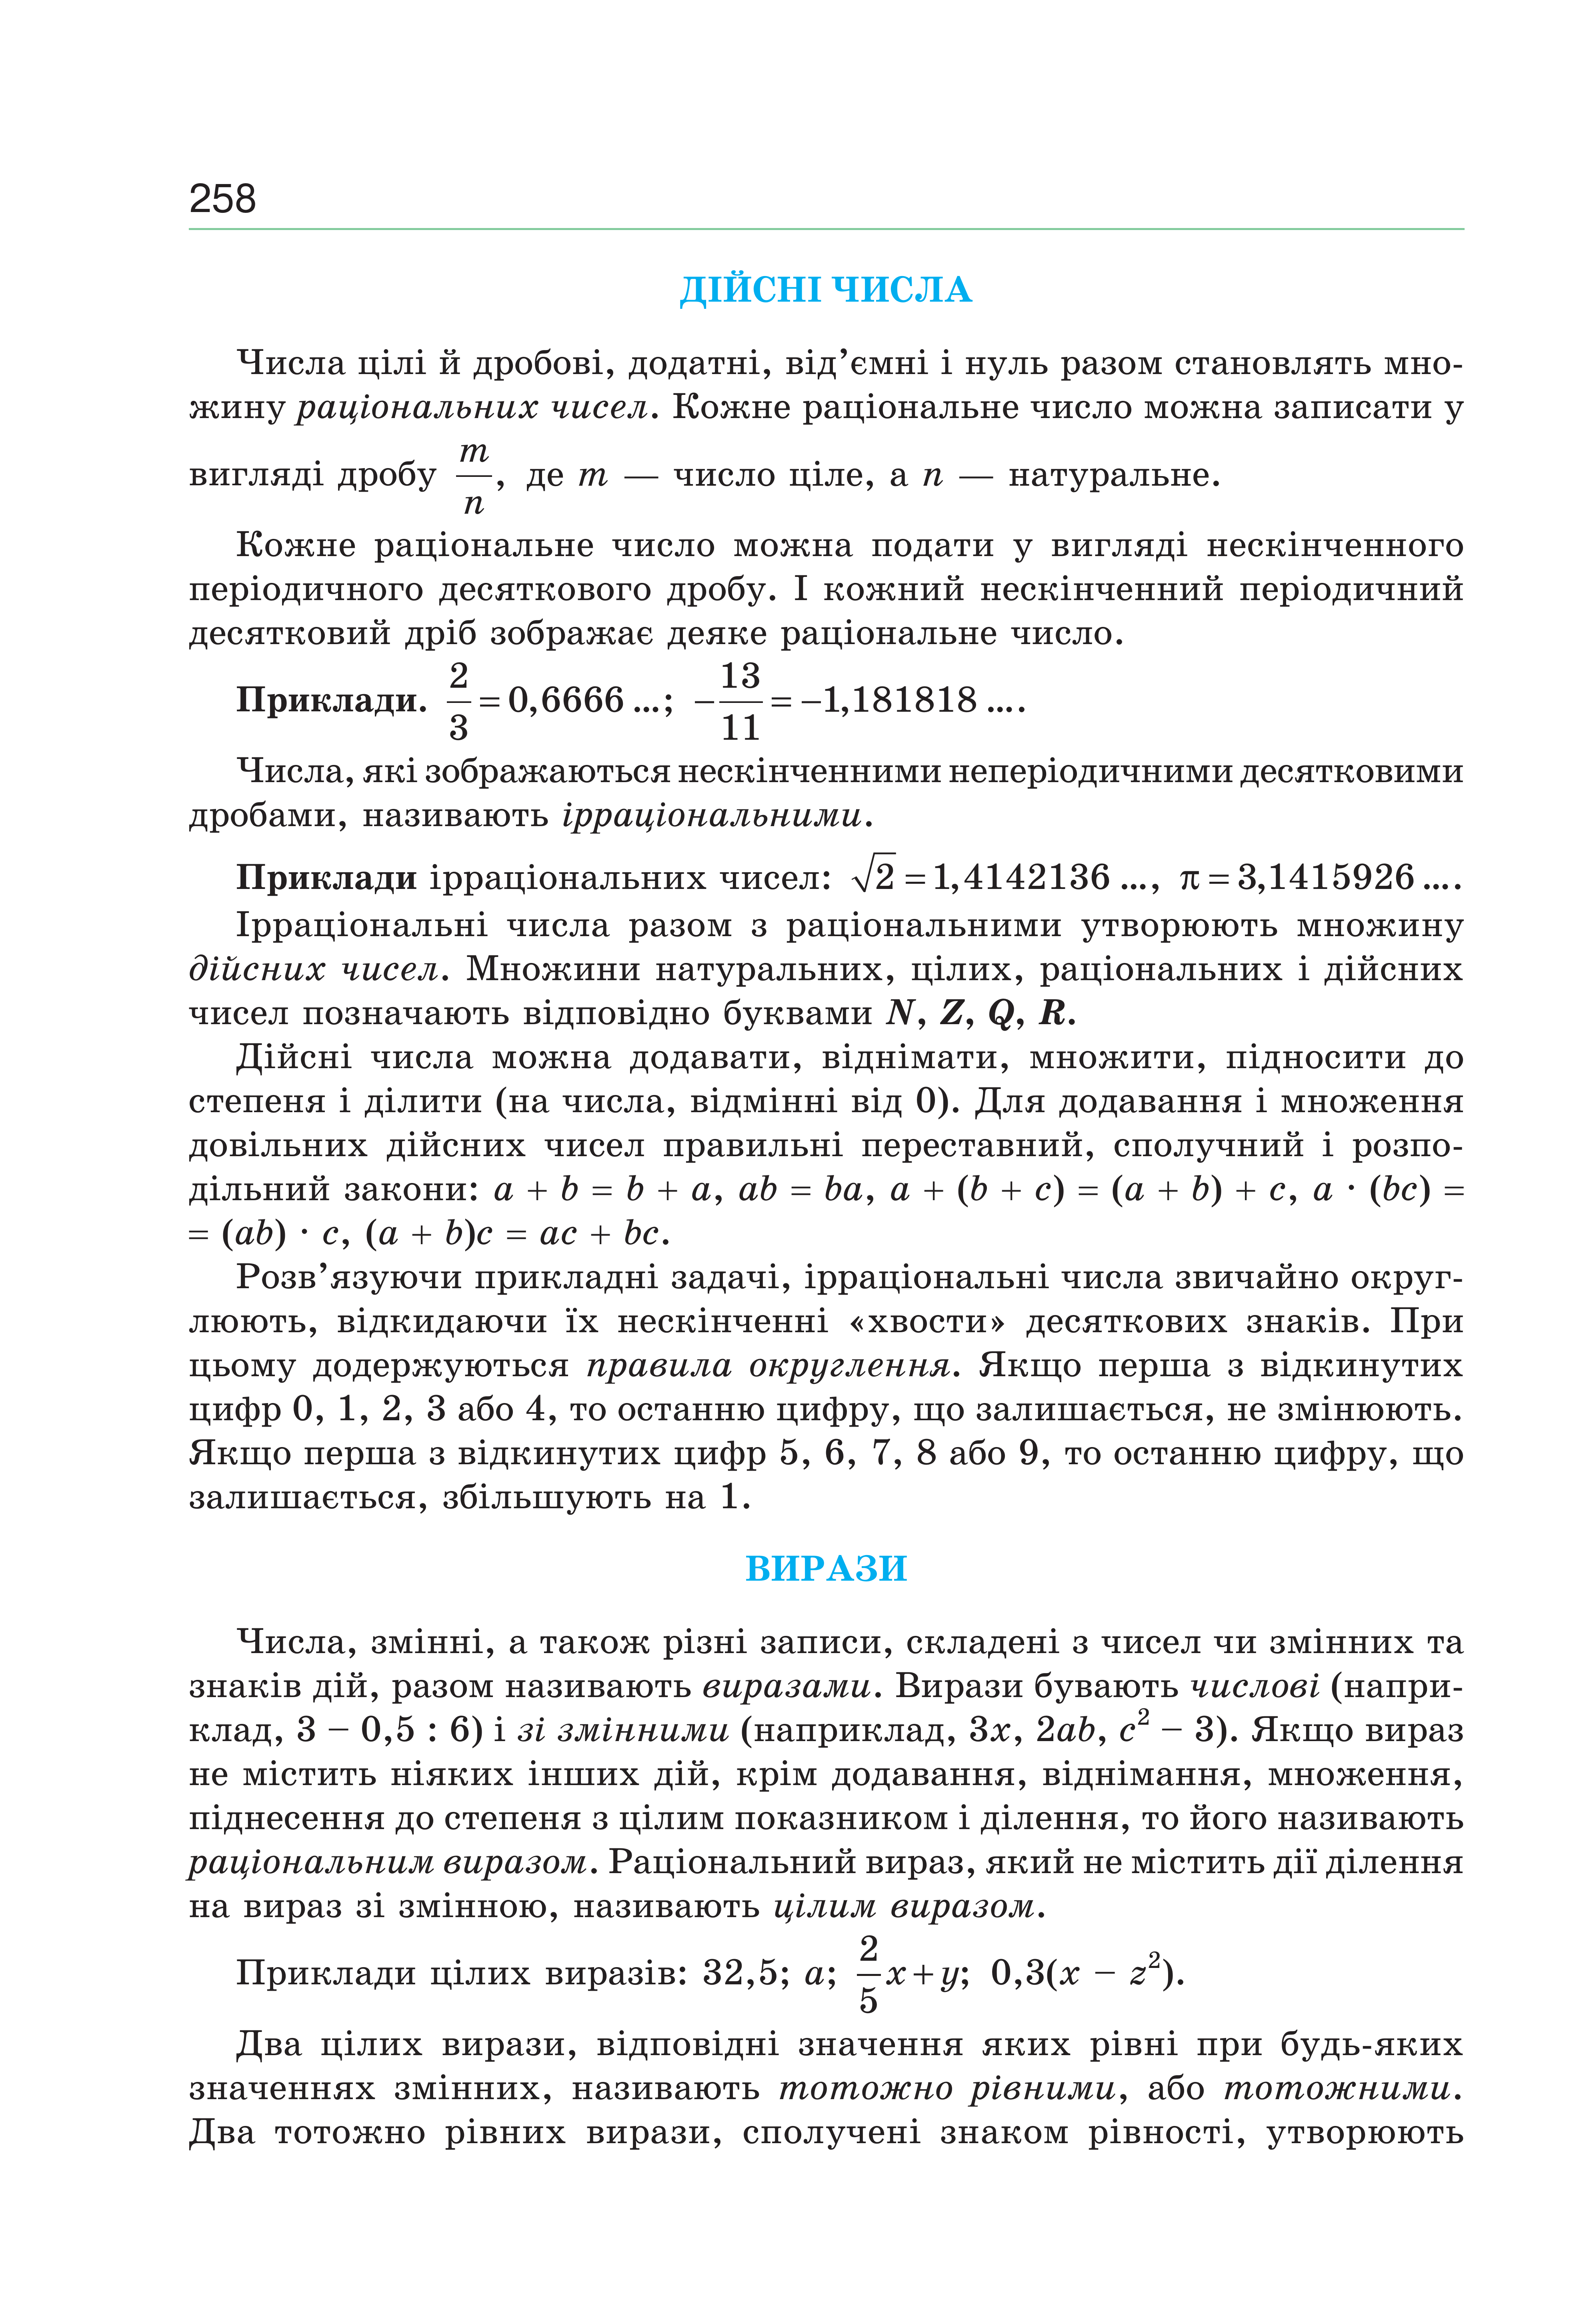 258
ДІЙСНІ ЧИСЛА
Числа цілі й дробові, додатні, від’ємні і нуль разом становлять мно-
жину раціональних чисел. Кожне раціональне число можна записати у
вигляді дробу m/n, де m — число ціле, а n — натуральне.
Кожне раціональне число можна подати у вигляді нескінченного
періодичного десяткового дробу. І кожний нескінченний періодичний
десятковий дріб зображає деяке раціональне число.
Приклади. 2/3 = 0,6666 ...; −13/11 = −1,181818 ....
Числа, які зображаються нескінченними неперіодичними десятковими
дробами, називають ірраціональними.
Приклади ірраціональних чисел: √2 = 1,4142136 ..., π = 3,1415926 ....
Ірраціональні числа разом з раціональними утворюють множину
дійсних чисел. Множини натуральних, цілих, раціональних і дійсних
чисел позначають відповідно буквами N, Z, Q, R.
Дійсні числа можна додавати, віднімати, множити, підносити до
степеня і ділити (на числа, відмінні від 0). Для додавання і множення
довільних дійсних чисел правильні переставний, сполучний і розпо-
дільний закони: a + b = b + a, ab = ba, a + (b + c) = (a + b) + c, a · (bc) =
= (ab) · c, (a + b)c = ac + bc.
Розв’язуючи прикладні задачі, ірраціональні числа звичайно округ-
люють, відкидаючи їх нескінченні «хвости» десяткових знаків. При
цьому додержуються правила округлення. Якщо перша з відкинутих
цифр 0, 1, 2, 3 або 4, то останню цифру, що залишається, не змінюють.
Якщо перша з відкинутих цифр 5, 6, 7, 8 або 9, то останню цифру, що
залишається, збільшують на 1.
ВИРАЗИ
Числа, змінні, а також різні записи, складені з чисел чи змінних та
знаків дій, разом називають виразами. Вирази бувають числові (напри-
клад, 3 − 0,5 : 6) і зі змінними (наприклад, 3x, 2ab, c² − 3). Якщо вираз
не містить ніяких інших дій, крім додавання, віднімання, множення,
піднесення до степеня з цілим показником і ділення, то його називають
раціональним виразом. Раціональний вираз, який не містить дії ділення
на вираз зі змінною, називають цілим виразом.
Приклади цілих виразів: 32,5; a; 2/5 x + y; 0,3(x − z²).
Два цілих вирази, відповідні значення яких рівні при будь-яких
значеннях змінних, називають тотожно рівними, або тотожними.
Два тотожно рівних вирази, сполучені знаком рівності, утворюють